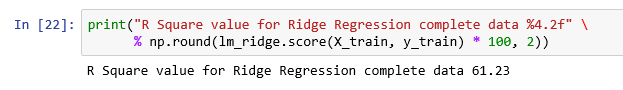 In [22]: print("R Square value for Ridge Regression complete data %4.2f" \
% np.round(lm_ridge.score(X_train, y_train) * 100, 2))
R Square value for Ridge Regression complete data 61.23